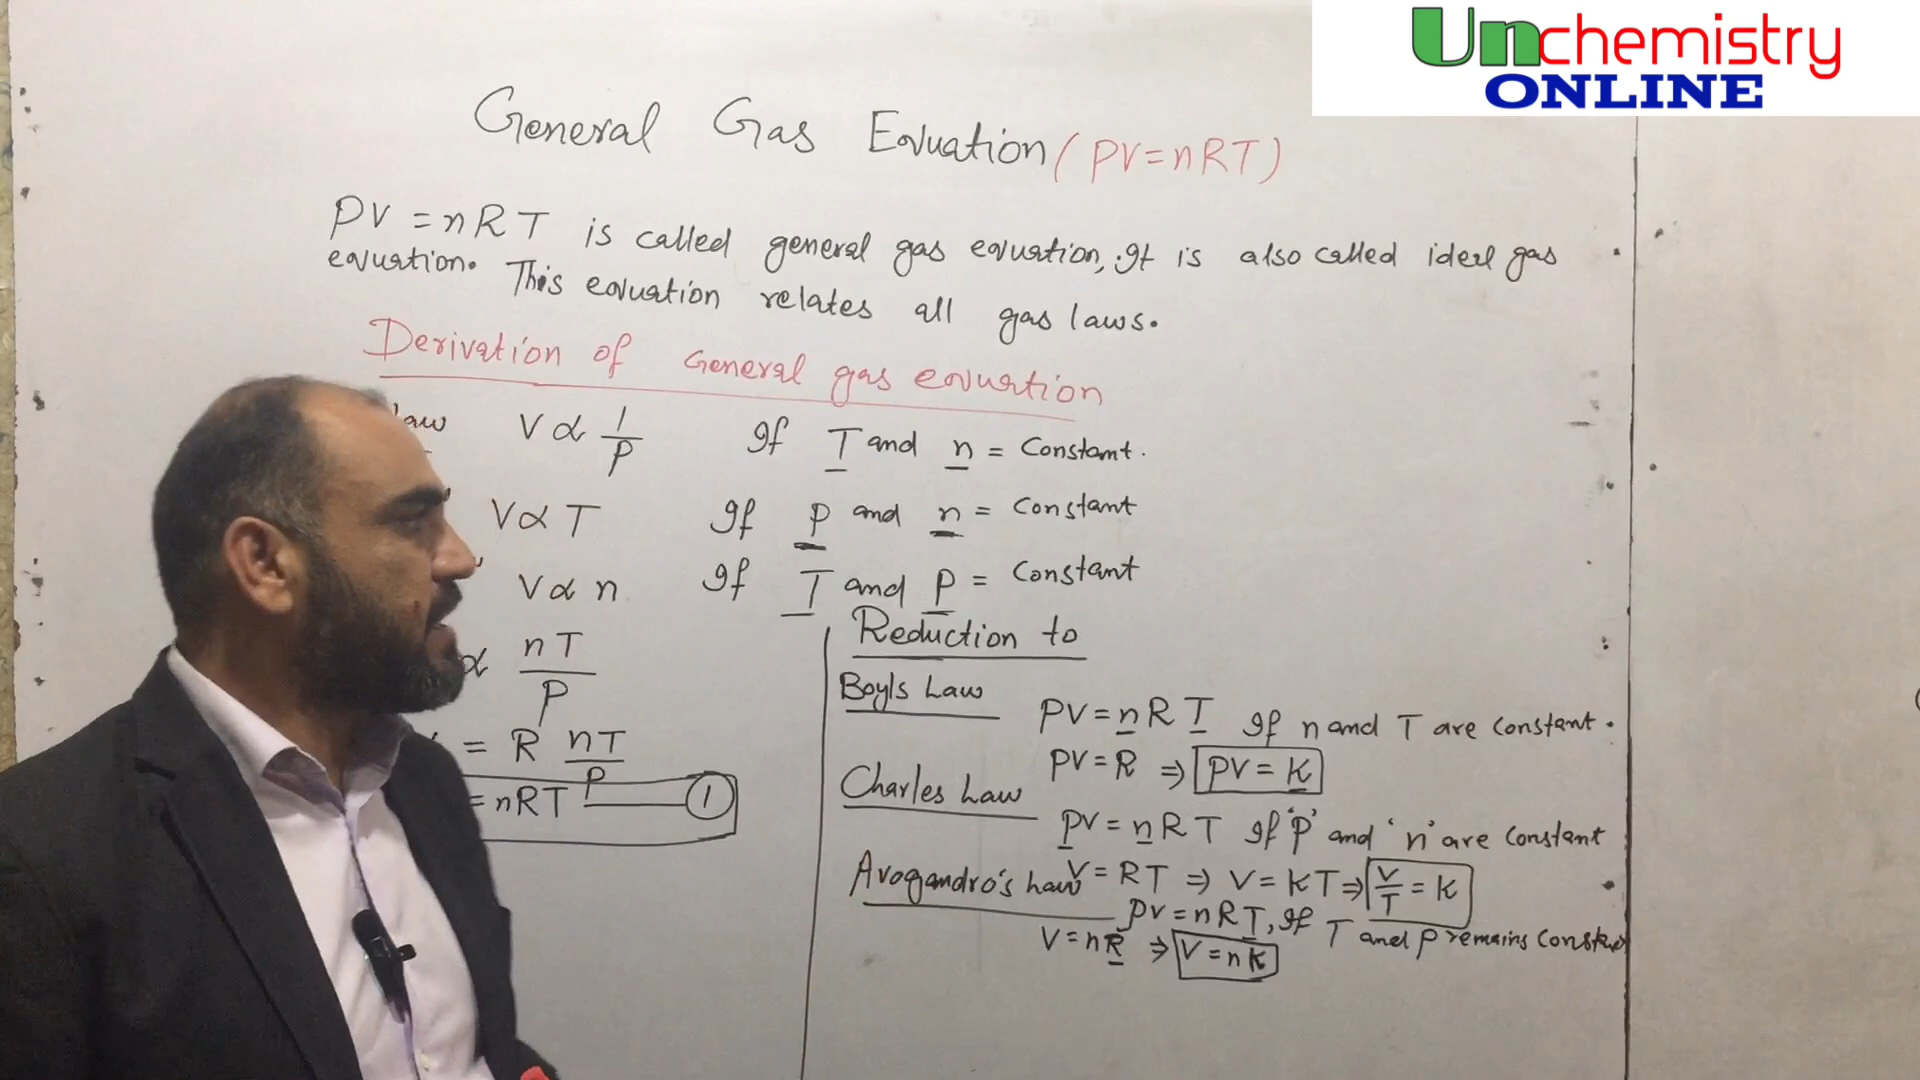 Unchemistry
ONLINE
General Gas Equation (PV=nRT)
PV = nRT is called general gas equation, It is also called ideal gas
equation. This equation relates all gas laws.
Derivation of General gas equation
law V∝ 1/P If T and n = Constant.
V∝T If P and n = Constant
V∝n If T and P = Constant
∝ nT/P
= R nT/P
= nRT 1
Reduction to
Boyls Law
PV = nRT If n and T are constant.
PV = R ⇒ PV = K
Charles Law
PV = nRT If 'P' and 'n' are constant
V = RT ⇒ V = KT ⇒ V/T = K
Avogandro's Law
PV = nRT, If T and P remains constan
V = nR ⇒ V = nK